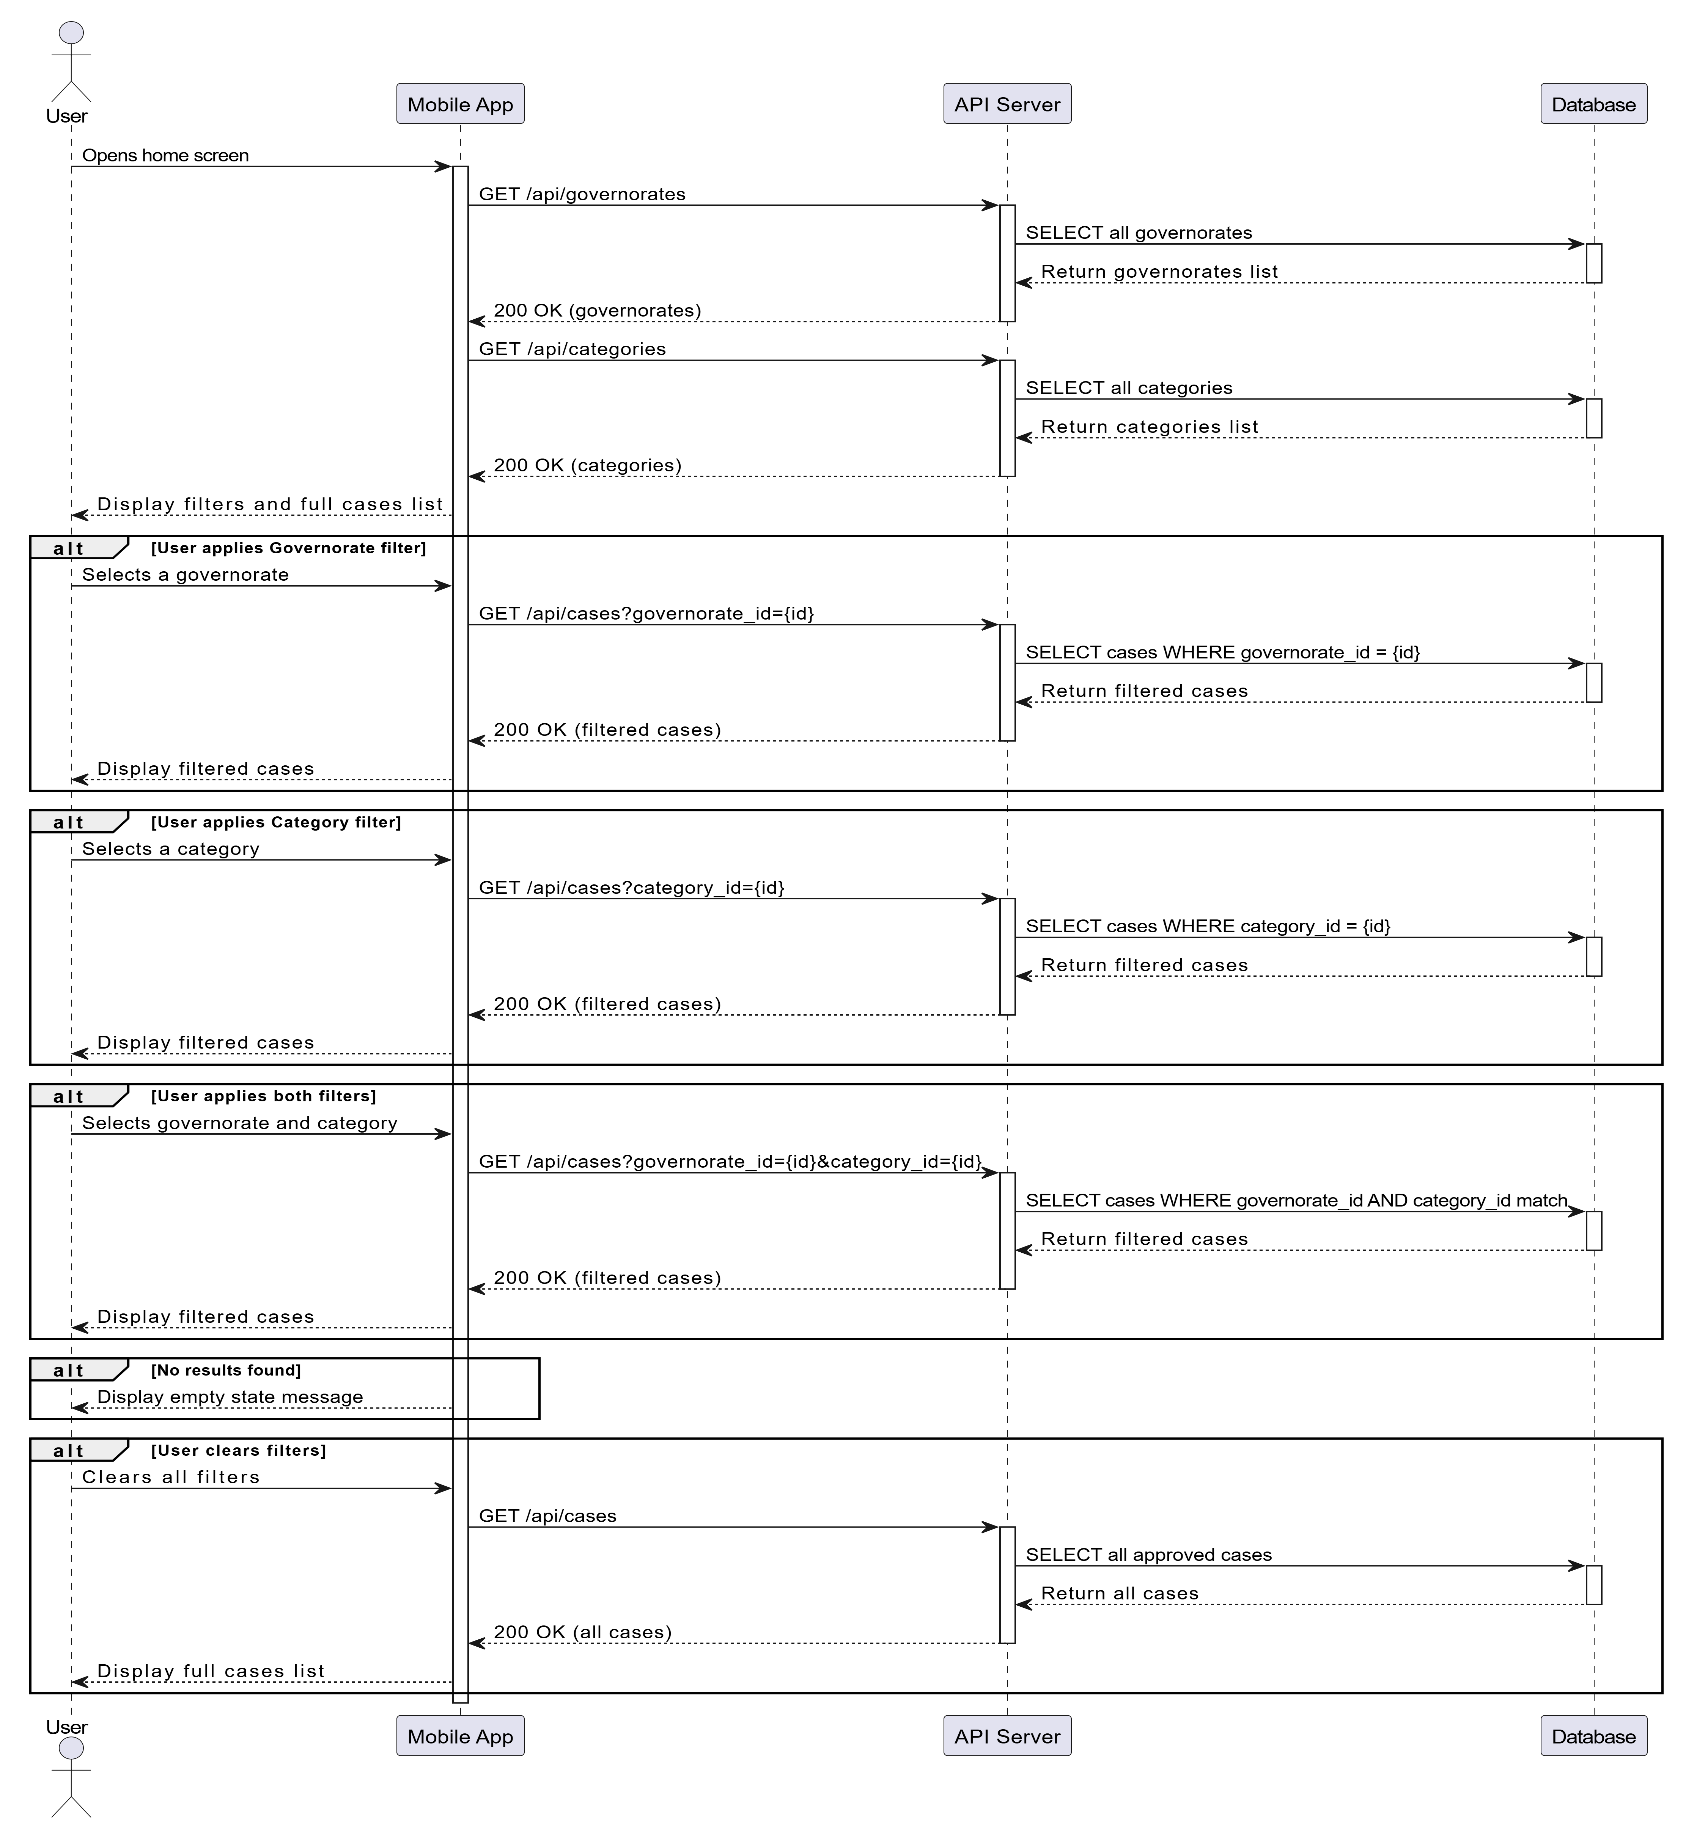 User
Mobile App
API Server
Database
Opens home screen
GET /api/governorates
SELECT all governorates
Return governorates list
200 OK (governorates)
GET /api/categories
SELECT all categories
Return categories list
200 OK (categories)
Display filters and full cases list
alt [User applies Governorate filter]
Selects a governorate
GET /api/cases?governorate_id={id}
SELECT cases WHERE governorate_id = {id}
Return filtered cases
200 OK (filtered cases)
Display filtered cases
alt [User applies Category filter]
Selects a category
GET /api/cases?category_id={id}
SELECT cases WHERE category_id = {id}
Return filtered cases
200 OK (filtered cases)
Display filtered cases
alt [User applies both filters]
Selects governorate and category
GET /api/cases?governorate_id={id}&category_id={id}
SELECT cases WHERE governorate_id AND category_id match
Return filtered cases
200 OK (filtered cases)
Display filtered cases
alt [No results found]
Display empty state message
alt [User clears filters]
Clears all filters
GET /api/cases
SELECT all approved cases
Return all cases
200 OK (all cases)
Display full cases list
User
Mobile App
API Server
Database